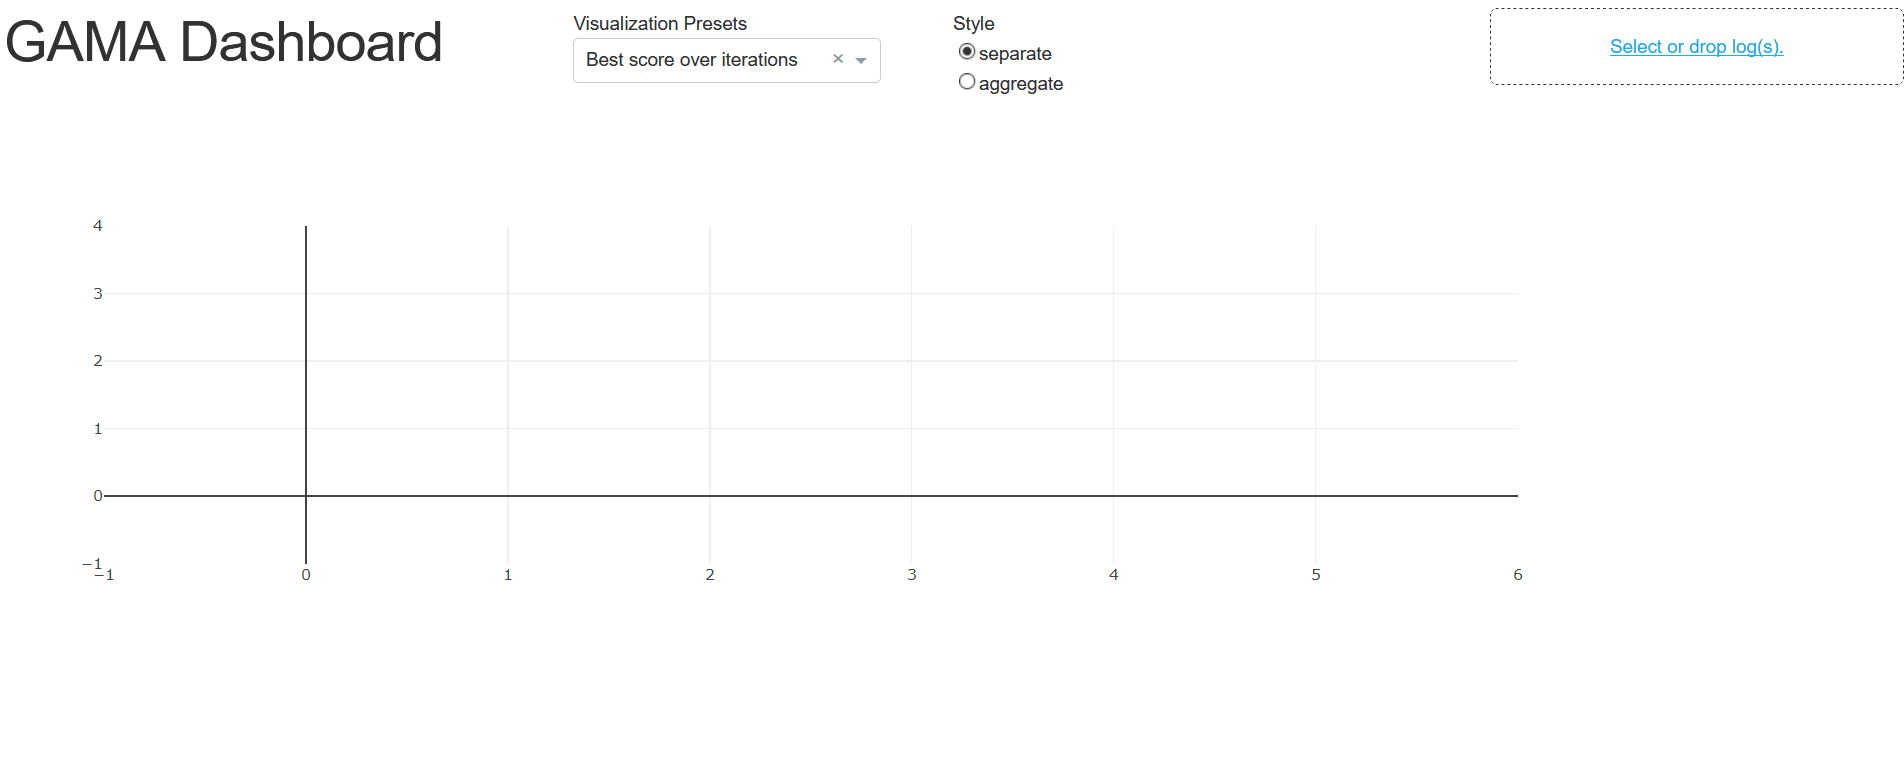 GAMA Dashboard
Visualization Presets
Best score over iterations
×
Style
separate
aggregate
Select or drop log(s).
4
3
2
1
0
−1
−1
0
1
2
3
4
5
6